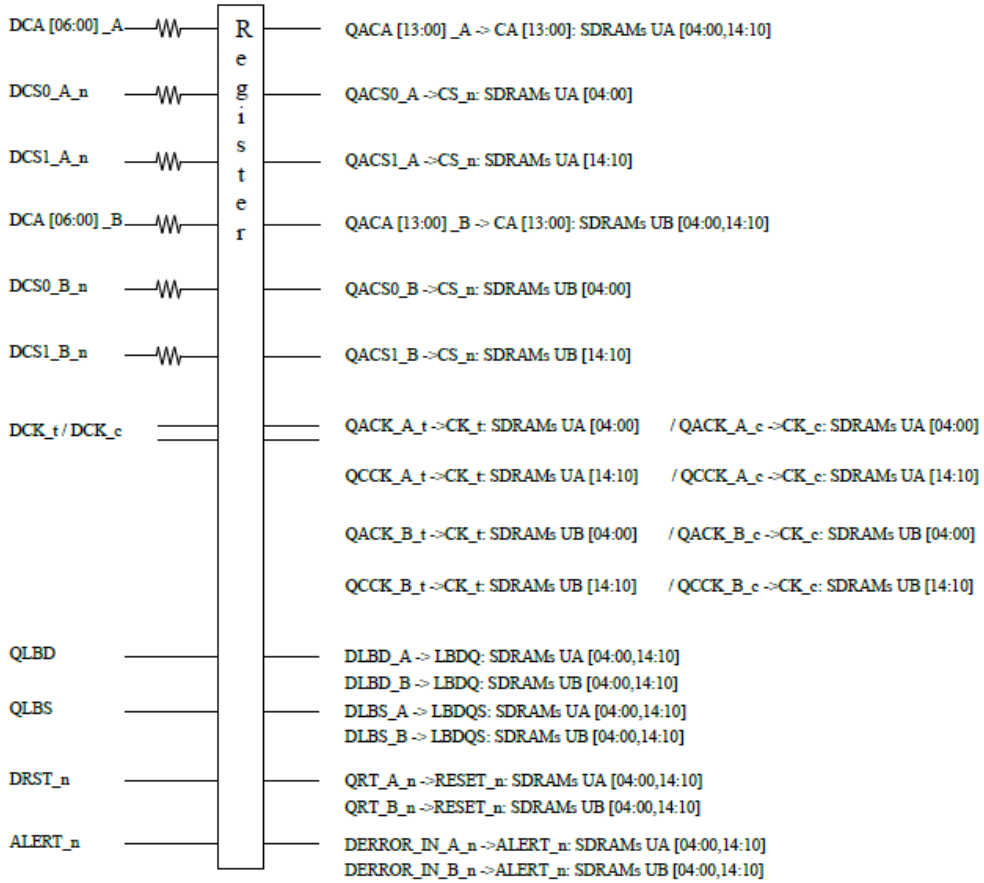 DCA [06:00] _A
Register
QACA [13:00] _A -> CA [13:00]: SDRAMs UA [04:00,14:10]
DCS0_A_n
QACS0_A ->CS_n: SDRAMs UA [04:00]
DCS1_A_n
QACS1_A ->CS_n: SDRAMs UA [14:10]
DCA [06:00] _B
QACA [13:00] _B -> CA [13:00]: SDRAMs UB [04:00,14:10]
DCS0_B_n
QACS0_B ->CS_n: SDRAMs UB [04:00]
DCS1_B_n
QACS1_B ->CS_n: SDRAMs UB [14:10]
DCK_t / DCK_c
QACK_A_t ->CK_t: SDRAMs UA [04:00] / QACK_A_c ->CK_c: SDRAMs UA [04:00]
QCCK_A_t ->CK_t: SDRAMs UA [14:10] / QCCK_A_c ->CK_c: SDRAMs UA [14:10]
QACK_B_t ->CK_t: SDRAMs UB [04:00] / QACK_B_c ->CK_c: SDRAMs UB [04:00]
QCCK_B_t ->CK_t: SDRAMs UB [14:10] / QCCK_B_c ->CK_c: SDRAMs UB [14:10]
QLBD
DLBD_A -> LBDQ: SDRAMs UA [04:00,14:10]
DLBD_B -> LBDQ: SDRAMs UB [04:00,14:10]
QLBS
DLBS_A -> LBDQS: SDRAMs UA [04:00,14:10]
DLBS_B -> LBDQS: SDRAMs UB [04:00,14:10]
DRST_n
QRT_A_n ->RESET_n: SDRAMs UA [04:00,14:10]
QRT_B_n ->RESET_n: SDRAMs UB [04:00,14:10]
ALERT_n
DERROR_IN_A_n ->ALERT_n: SDRAMs UA [04:00,14:10]
DERROR_IN_B_n ->ALERT_n: SDRAMs UB [04:00,14:10]